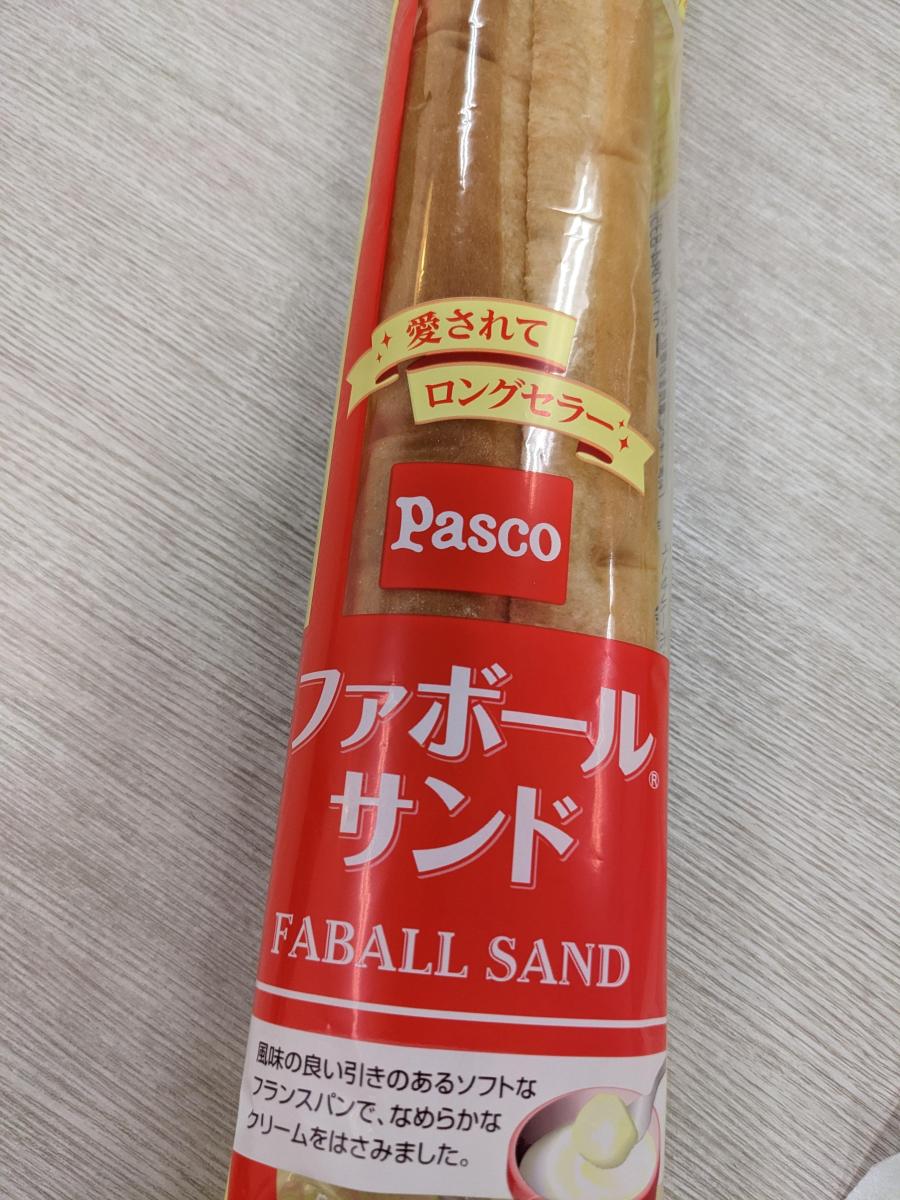 愛されて
ロングセラー
Pasco
ファボール®
サンド
FABALL SAND
風味の良い引きのあるソフトな
フランスパンで、なめらかな
クリームをはさみました。